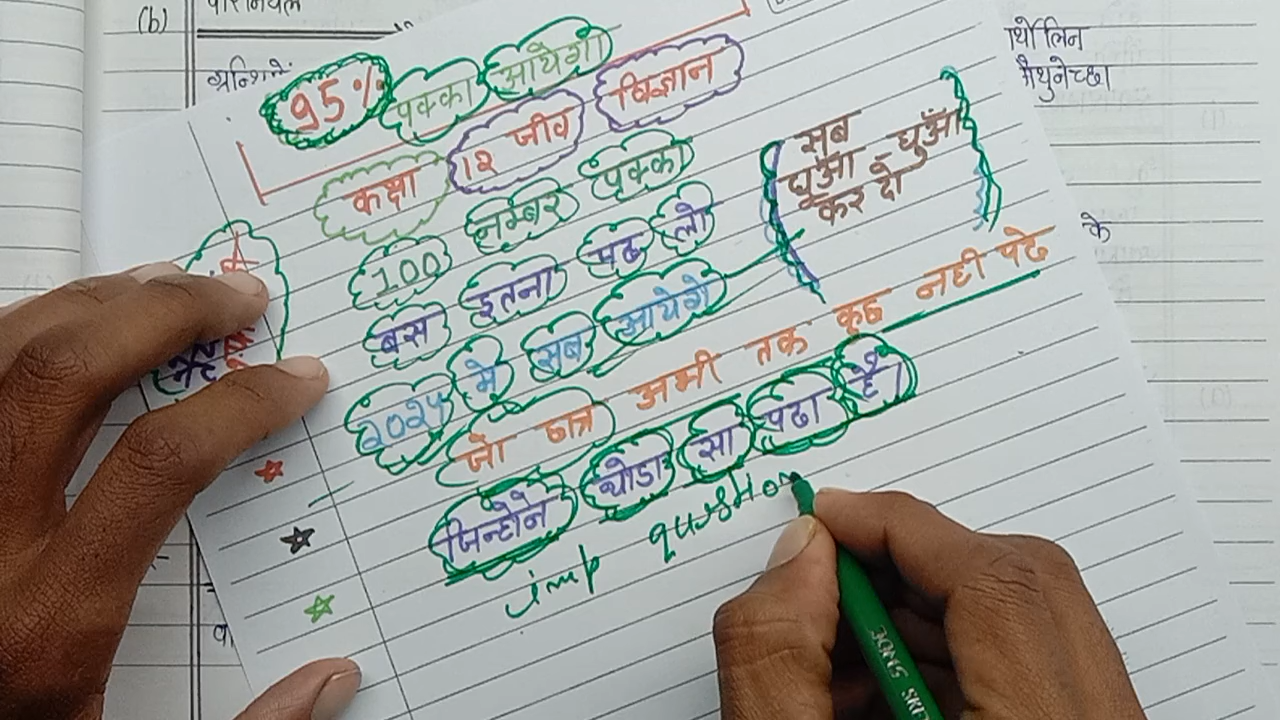 (b)
95% पक्का आयेगो
कक्षा 12 जीव विज्ञान
100 नम्बर पक्का
बस इतना पढ लो
2025 मे सब आयेगे
सब
धुँआ धुँआ
कर दो
जो छात्र अभी तक कुछ नही पढे
जिन्होने थोडा सा पढा है।
imp question
र्थोलिन
मैथुनेच्छा
के